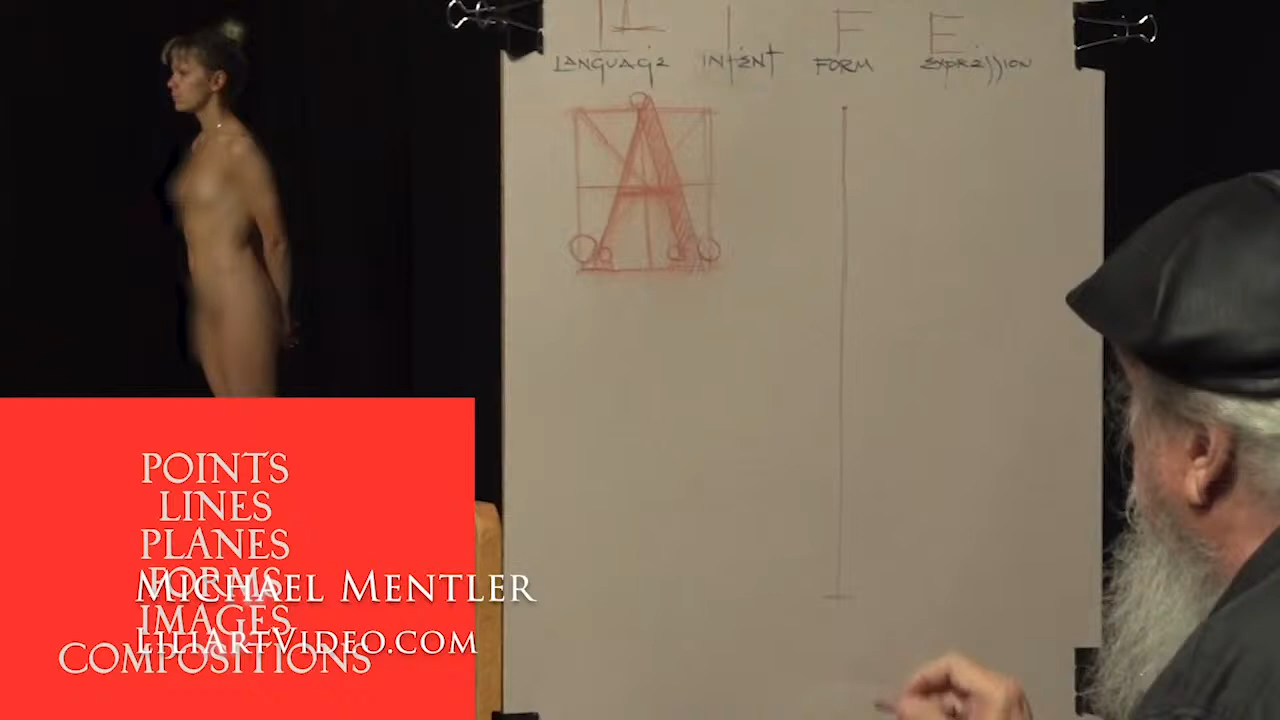 L I F E
LANGUAGE INTENT FORM EXPRESSION
A
POINTS
LINES
PLANES
FORMS
MICHAEL MENTLER
IMAGES
LILIARTVIDEO.COM
COMPOSITIONS